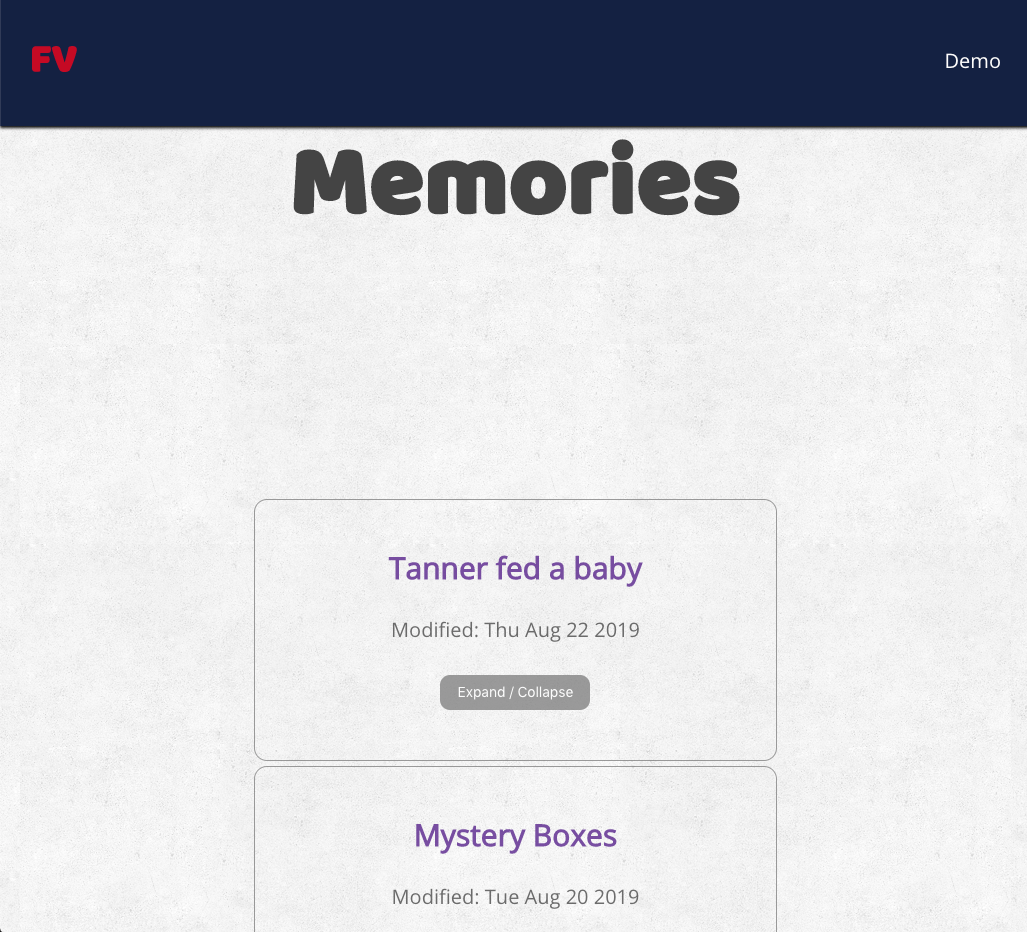 FV
Demo
Memories
Tanner fed a baby
Modified: Thu Aug 22 2019
Expand / Collapse
Mystery Boxes
Modified: Tue Aug 20 2019